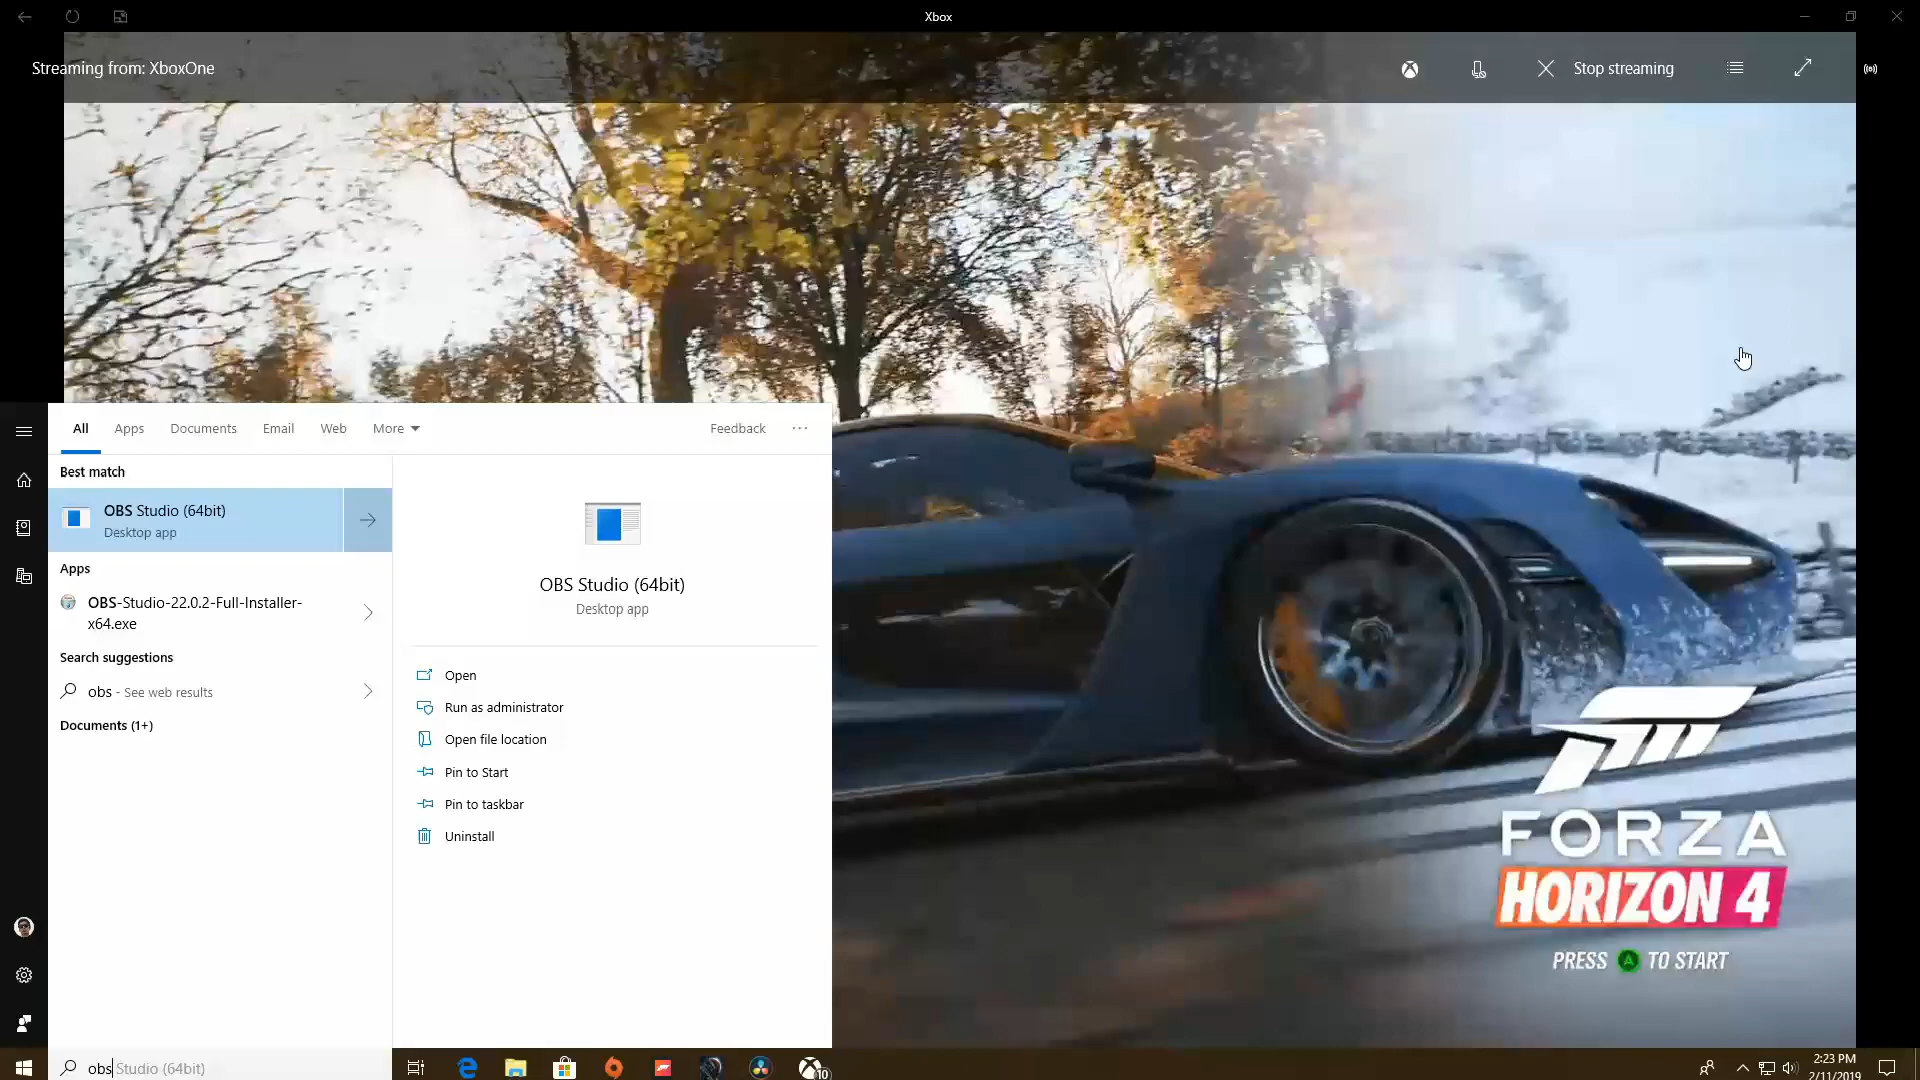 Xbox
Streaming from: XboxOne
Stop streaming
All
Apps
Documents
Email
Web
More
Feedback
Best match
OBS Studio (64bit)
Desktop app
Apps
OBS-Studio-22.0.2-Full-Installer-
x64.exe
Search suggestions
obs - See web results
Documents (1+)
OBS Studio (64bit)
Desktop app
Open
Run as administrator
Open file location
Pin to Start
Pin to taskbar
Uninstall
FORZA
HORIZON 4
PRESS A TO START
obs Studio (64bit)
10
2:23 PM
2/11/2019